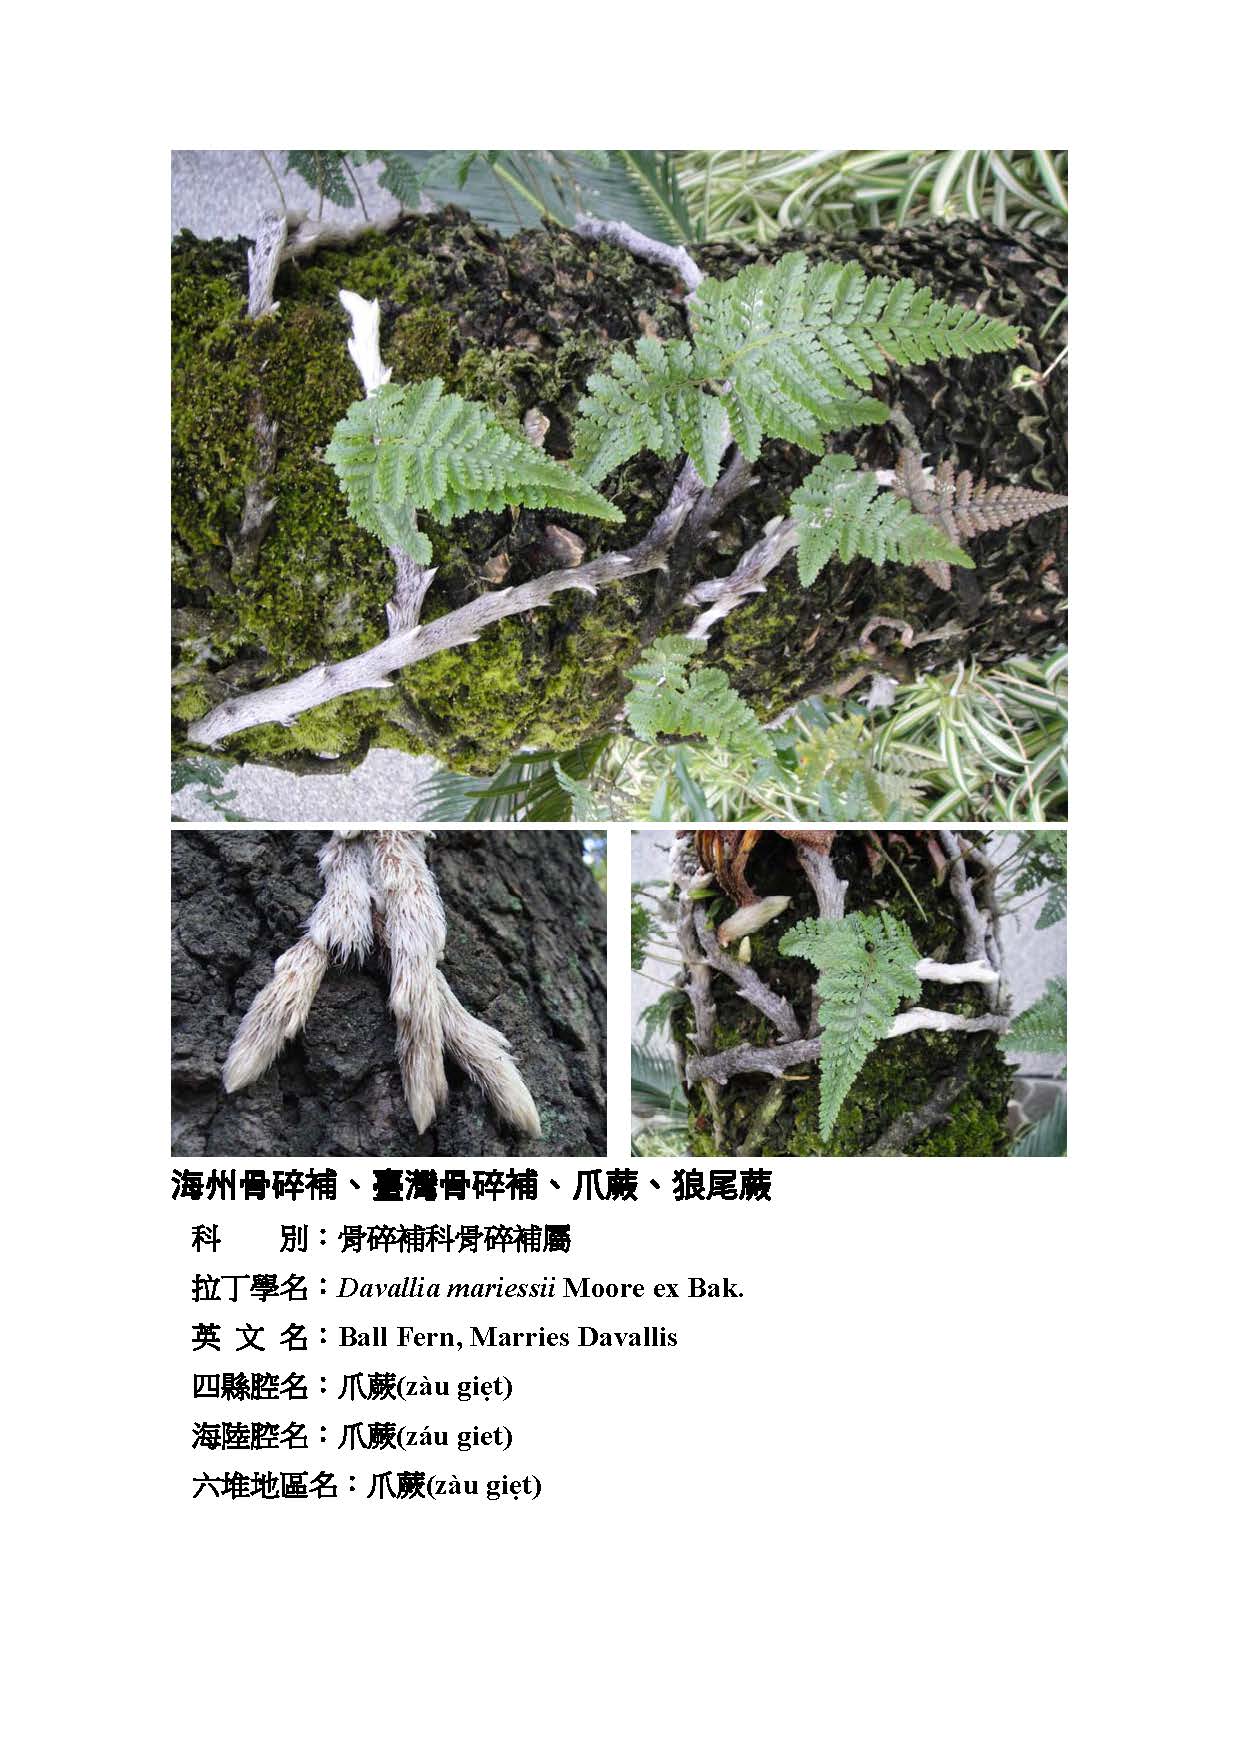 海州骨碎補、臺灣骨碎補、爪蕨、狼尾蕨
科　　別：骨碎補科骨碎補屬
拉丁學名：Davallia mariessii Moore ex Bak.
英 文 名：Ball Fern, Marries Davallis
四縣腔名：爪蕨(zàu giẹt)
海陸腔名：爪蕨(záu giet)
六堆地區名：爪蕨(zàu giẹt)